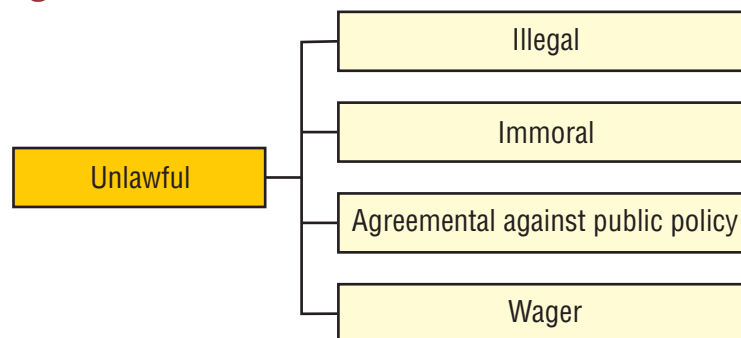 Unlawful
Illegal
Immoral
Agreemental against public policy
Wager